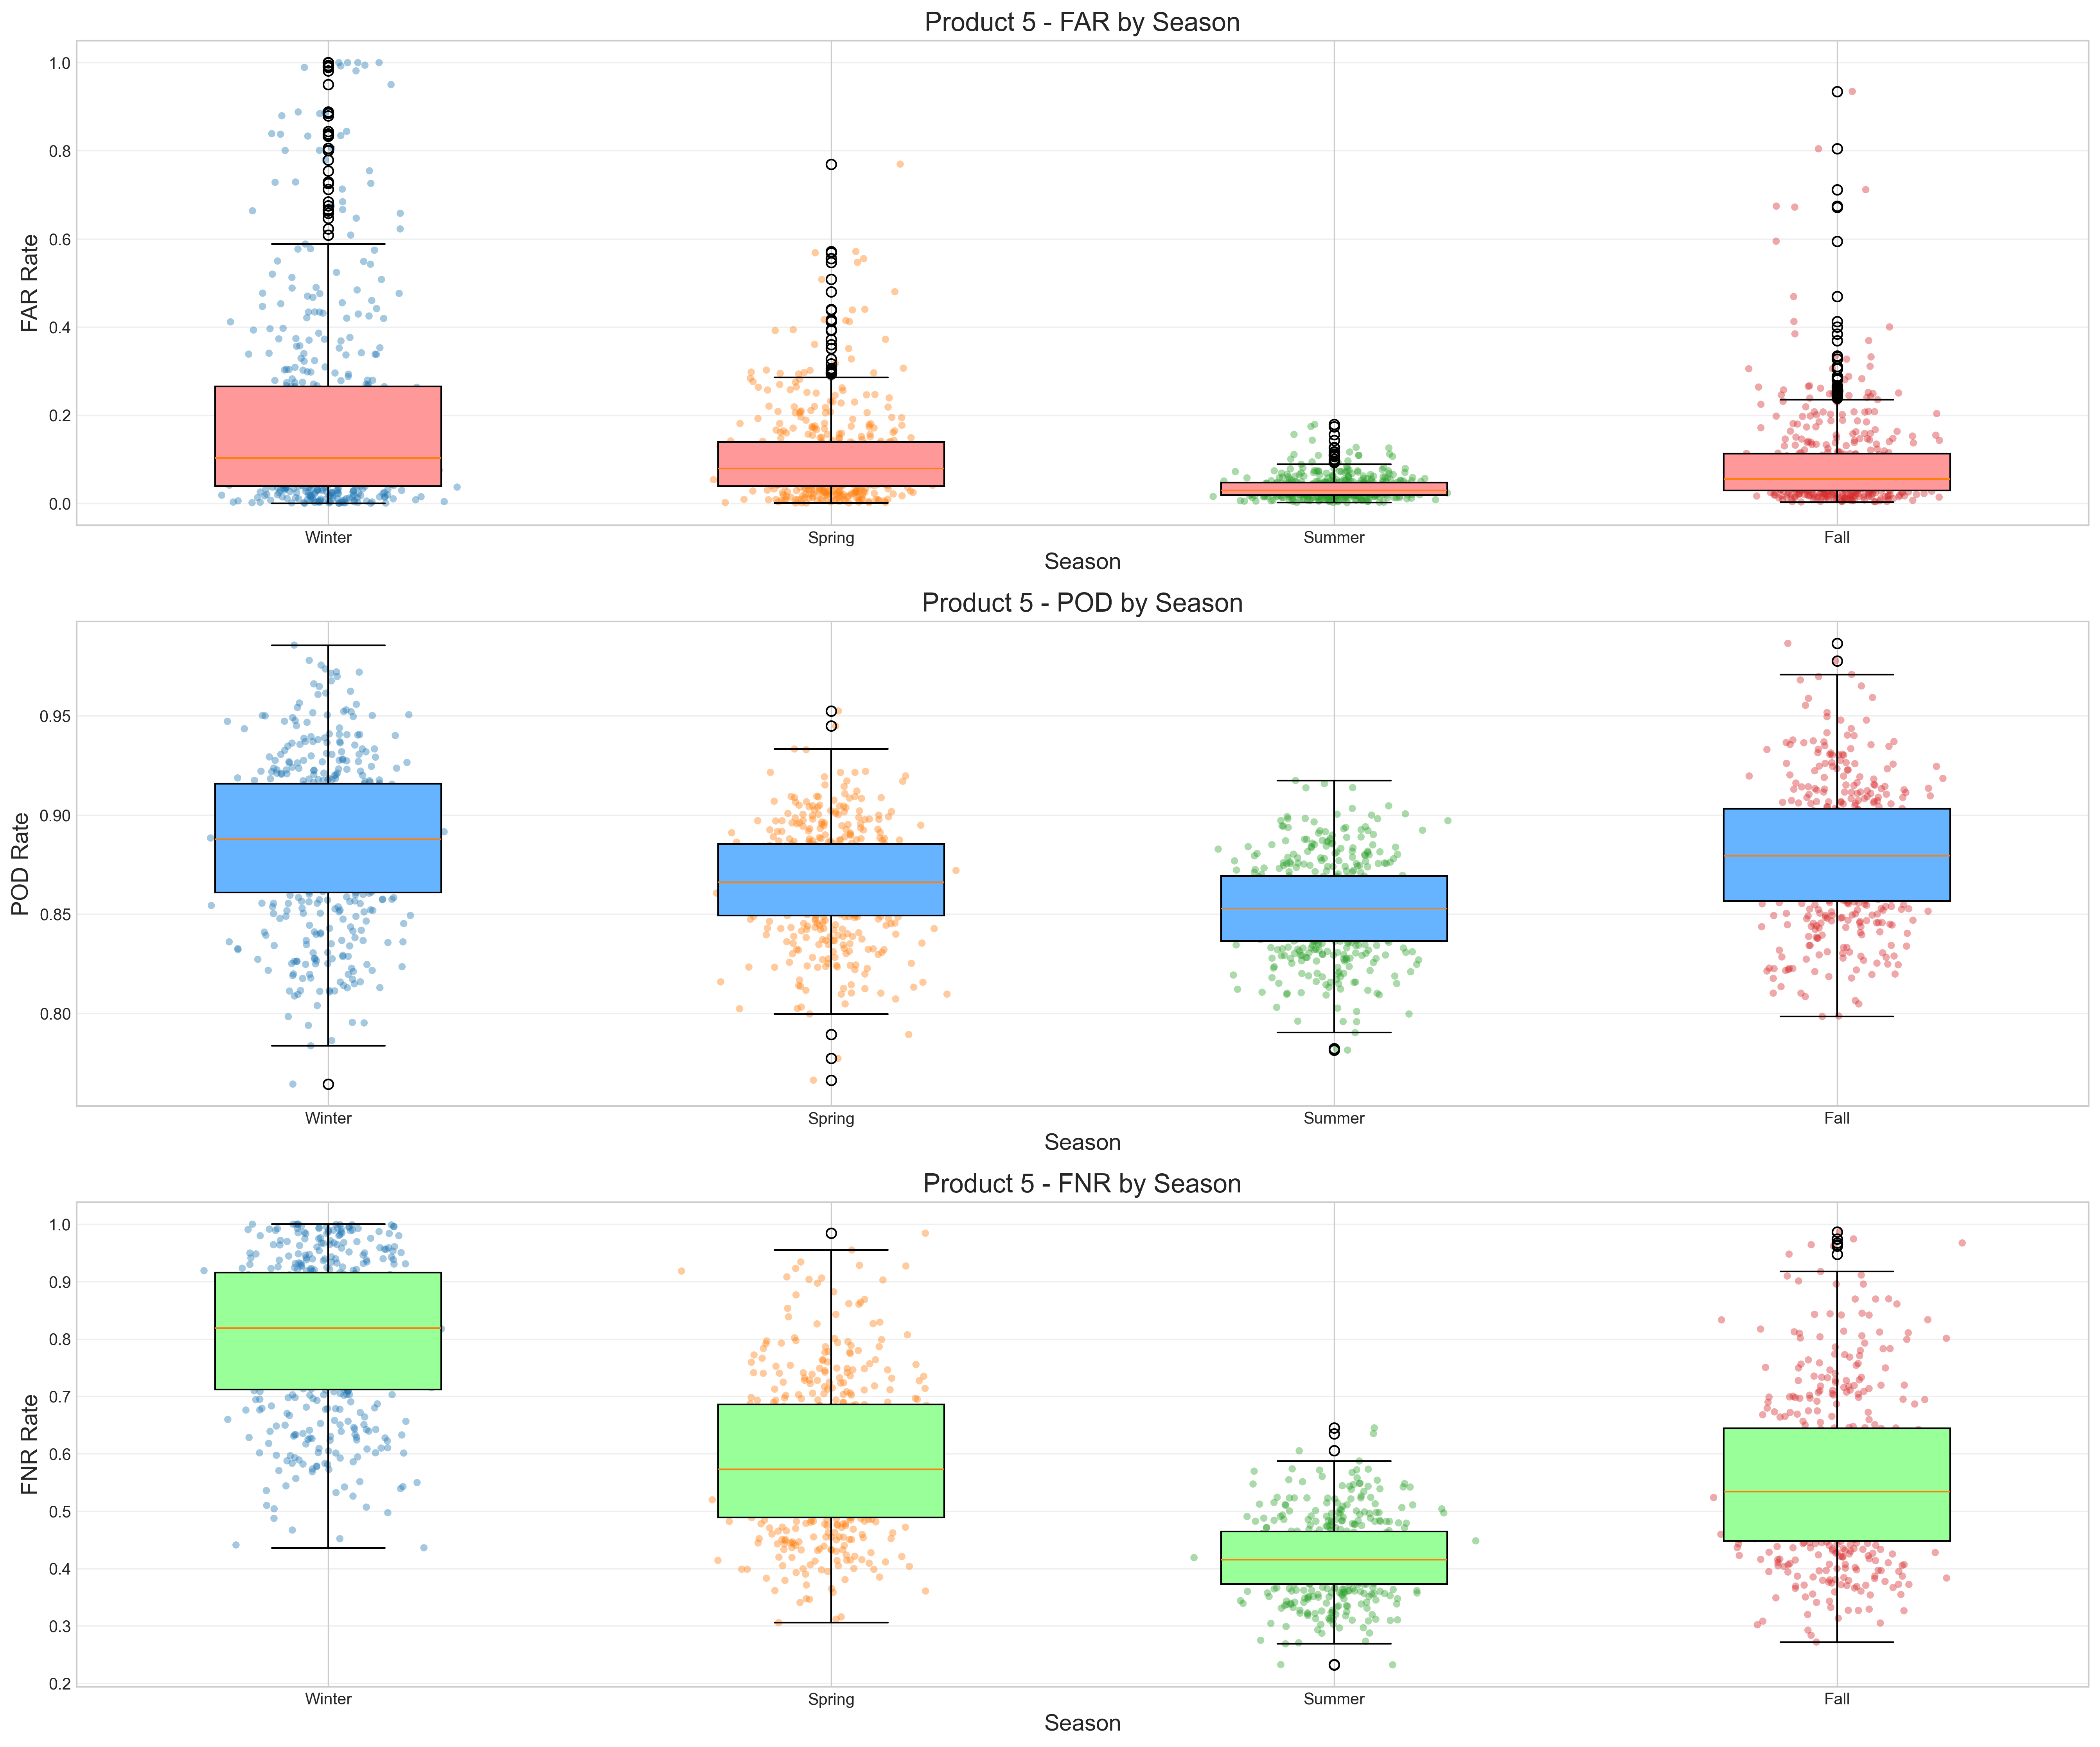 Product 5 - FAR by Season
FAR Rate
1.0
0.8
0.6
0.4
0.2
0.0
Winter Spring Summer Fall
Season
Product 5 - POD by Season
POD Rate
0.95
0.90
0.85
0.80
Winter Spring Summer Fall
Season
Product 5 - FNR by Season
FNR Rate
1.0
0.9
0.8
0.7
0.6
0.5
0.4
0.3
0.2
Winter Spring Summer Fall
Season